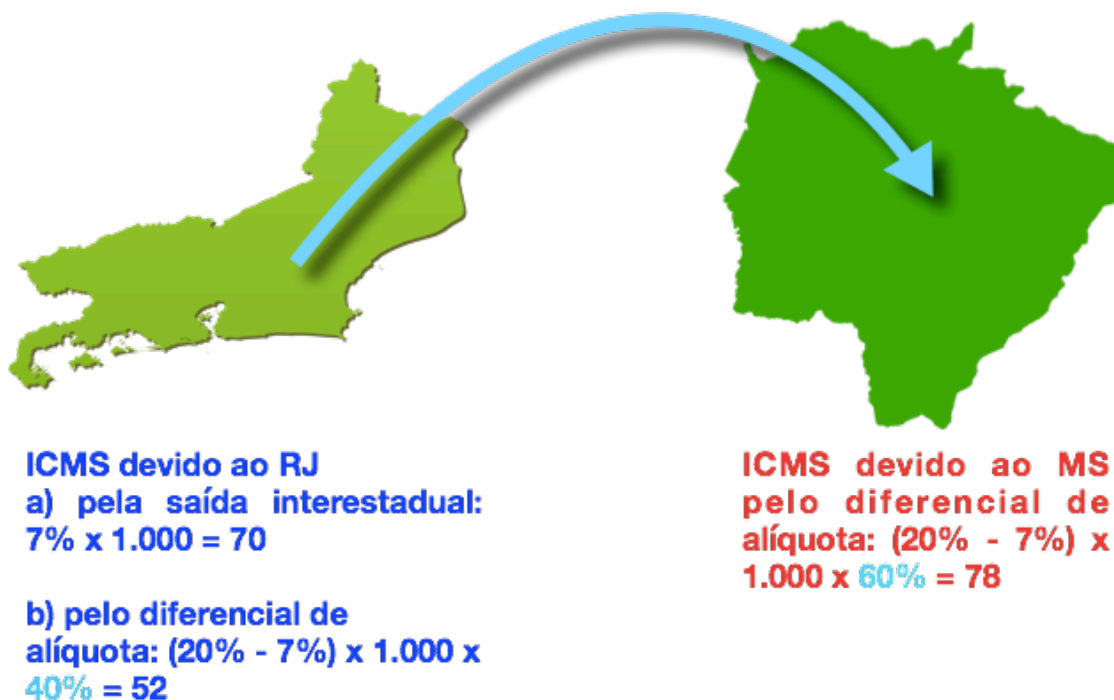 ICMS devido ao RJ
a) pela saída interestadual:
7% x 1.000 = 70
b) pelo diferencial de
alíquota: (20% - 7%) x 1.000 x
40% = 52
ICMS devido ao MS
pelo diferencial de
alíquota: (20% - 7%) x
1.000 x 60% = 78